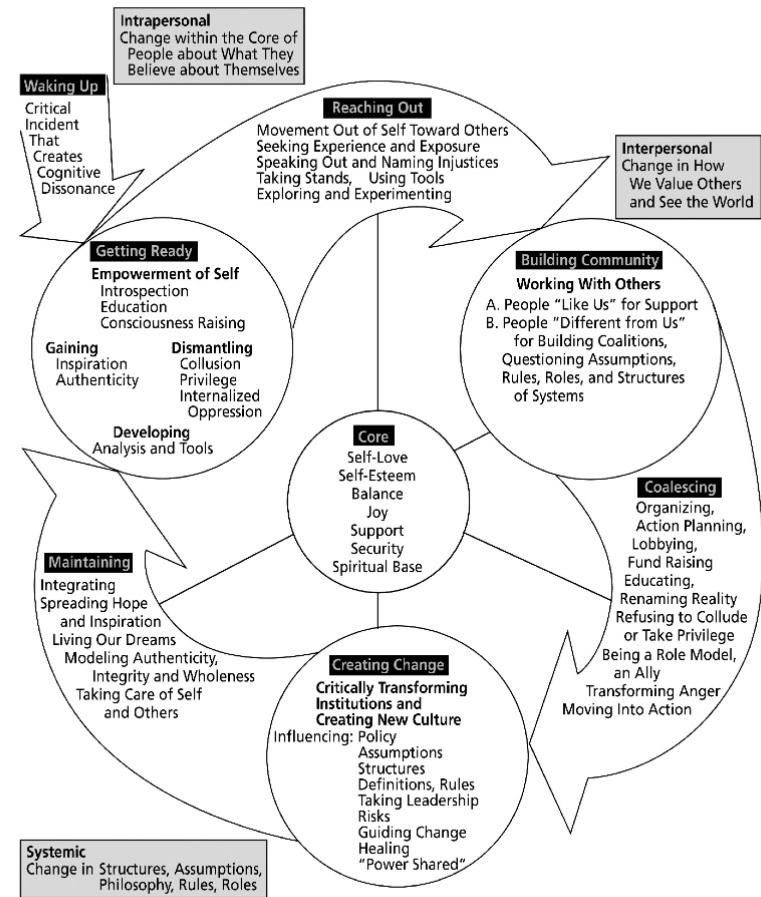 Intrapersonal
Change within the Core of
People about What They
Believe about Themselves
Waking Up
Critical
Incident
That
Creates
Cognitive
Dissonance
Reaching Out
Movement Out of Self Toward Others
Seeking Experience and Exposure
Speaking Out and Naming Injustices
Taking Stands, Using Tools
Exploring and Experimenting
Interpersonal
Change in How
We Value Others
and See the World
Getting Ready
Empowerment of Self
Introspection
Education
Consciousness Raising
Gaining
Inspiration
Authenticity
Dismantling
Collusion
Privilege
Internalized
Oppression
Developing
Analysis and Tools
Building Community
Working With Others
A. People “Like Us” for Support
B. People “Different from Us”
for Building Coalitions,
Questioning Assumptions,
Rules, Roles, and Structures
of Systems
Core
Self-Love
Self-Esteem
Balance
Joy
Support
Security
Spiritual Base
Coalescing
Organizing,
Action Planning,
Lobbying,
Fund Raising
Educating,
Renaming Reality
Refusing to Collude
or Take Privilege
Being a Role Model,
an Ally
Transforming Anger
Moving Into Action
Maintaining
Integrating
Spreading Hope
and Inspiration
Living Our Dreams
Modeling Authenticity,
Integrity and Wholeness
Taking Care of Self
and Others
Creating Change
Critically Transforming
Institutions and
Creating New Culture
Influencing: Policy
Assumptions
Structures
Definitions, Rules
Taking Leadership
Risks
Guiding Change
Healing
“Power Shared”
Systemic
Change in Structures, Assumptions,
Philosophy, Rules, Roles